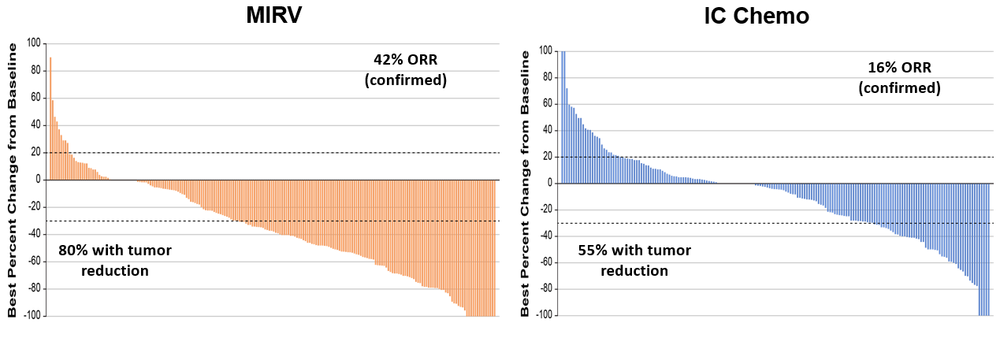 MIRV
Best Percent Change from Baseline
100
80
60
40
20
0
-20
-40
-60
-80
-100
42% ORR
(confirmed)
80% with tumor
reduction
IC Chemo
Best Percent Change from Baseline
100
80
60
40
20
0
-20
-40
-60
-80
-100
16% ORR
(confirmed)
55% with tumor
reduction